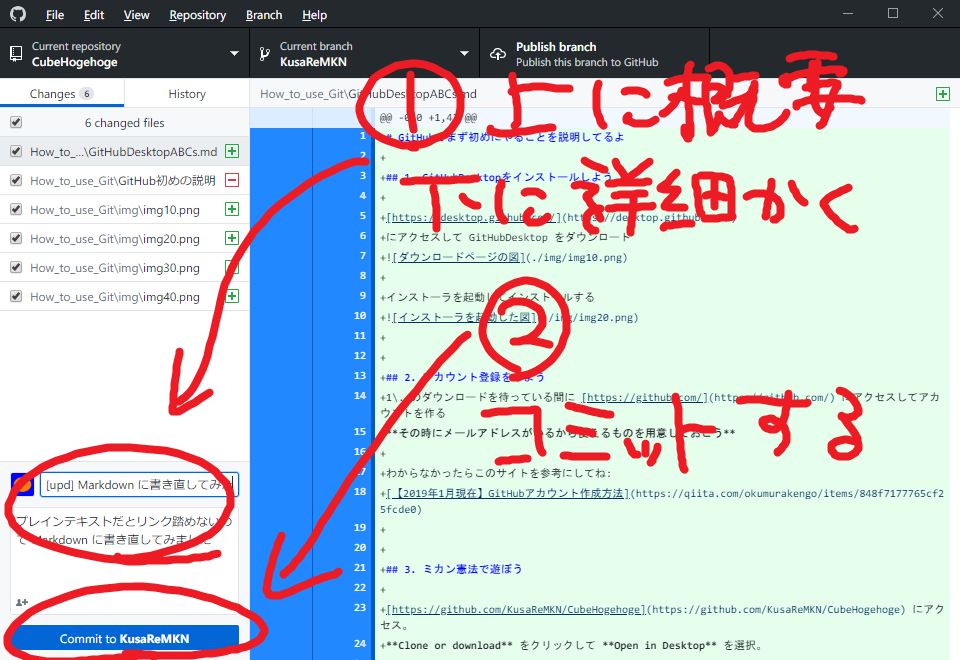 File Edit View Repository Branch Help
Current repository
CubeHogehoge
Current branch
KusaReMKN
Publish branch
Publish this branch to GitHub
Changes 6 History
How_to_use_Git\GitHubDesktopABCs.md
6 changed files
@@ -0,0 +1,4 @@
How_to_...\GitHubDesktopABCs.md
How_to_use_Git\GitHub初めの説明
How_to_use_Git\img\img10.png
How_to_use_Git\img\img20.png
How_to_use_Git\img\img30.png
How_to_use_Git\img\img40.png
① 上に概要
下に詳細かく
② コミットする
1 # GitHub まず初めにやることを説明してるよ
2 +
3 +## 1. GitHubDesktopをインストールしよう
4 +
5 +[https://desktop.github.com/](https://desktop.github
6 +にアクセスして GitHubDesktop をダウンロード
7 +![ダウンロードページの図](./img/img10.png)
8 +
9 +インストーラを起動してインストールする
10 +![インストーラを起動した図](./img/img20.png)
11 +
12 +
13 +## 2. アカウント登録をしよう
14 +1\. のダウンロードを待っている間に [https://github.com/](https://github.com/) にアクセスしてアカ
ウントを作る
15 **その時にメールアドレスがいるから使えるものを用意しておこう**
16 +
17 +わからなかったらこのサイトを参考にしてね:
18 +[【2019年1月現在】GitHubアカウント作成方法](https://qiita.com/okumurakengo/items/848f7177765cf2
5fcde0)
19 +
20 +
21 +## 3. ミカン憲法で遊ぼう
22 +
23 +[https://github.com/KusaReMKN/CubeHogehoge](https://github.com/KusaReMKN/CubeHogehoge) にアク
セス。
24 +**Clone or download** をクリックして **Open in Desktop** を選択。
[upd] Markdown に書き直してみた
プレインテキストだとリンク踏めないので
Markdown に書き直してみました
Commit to KusaReMKN